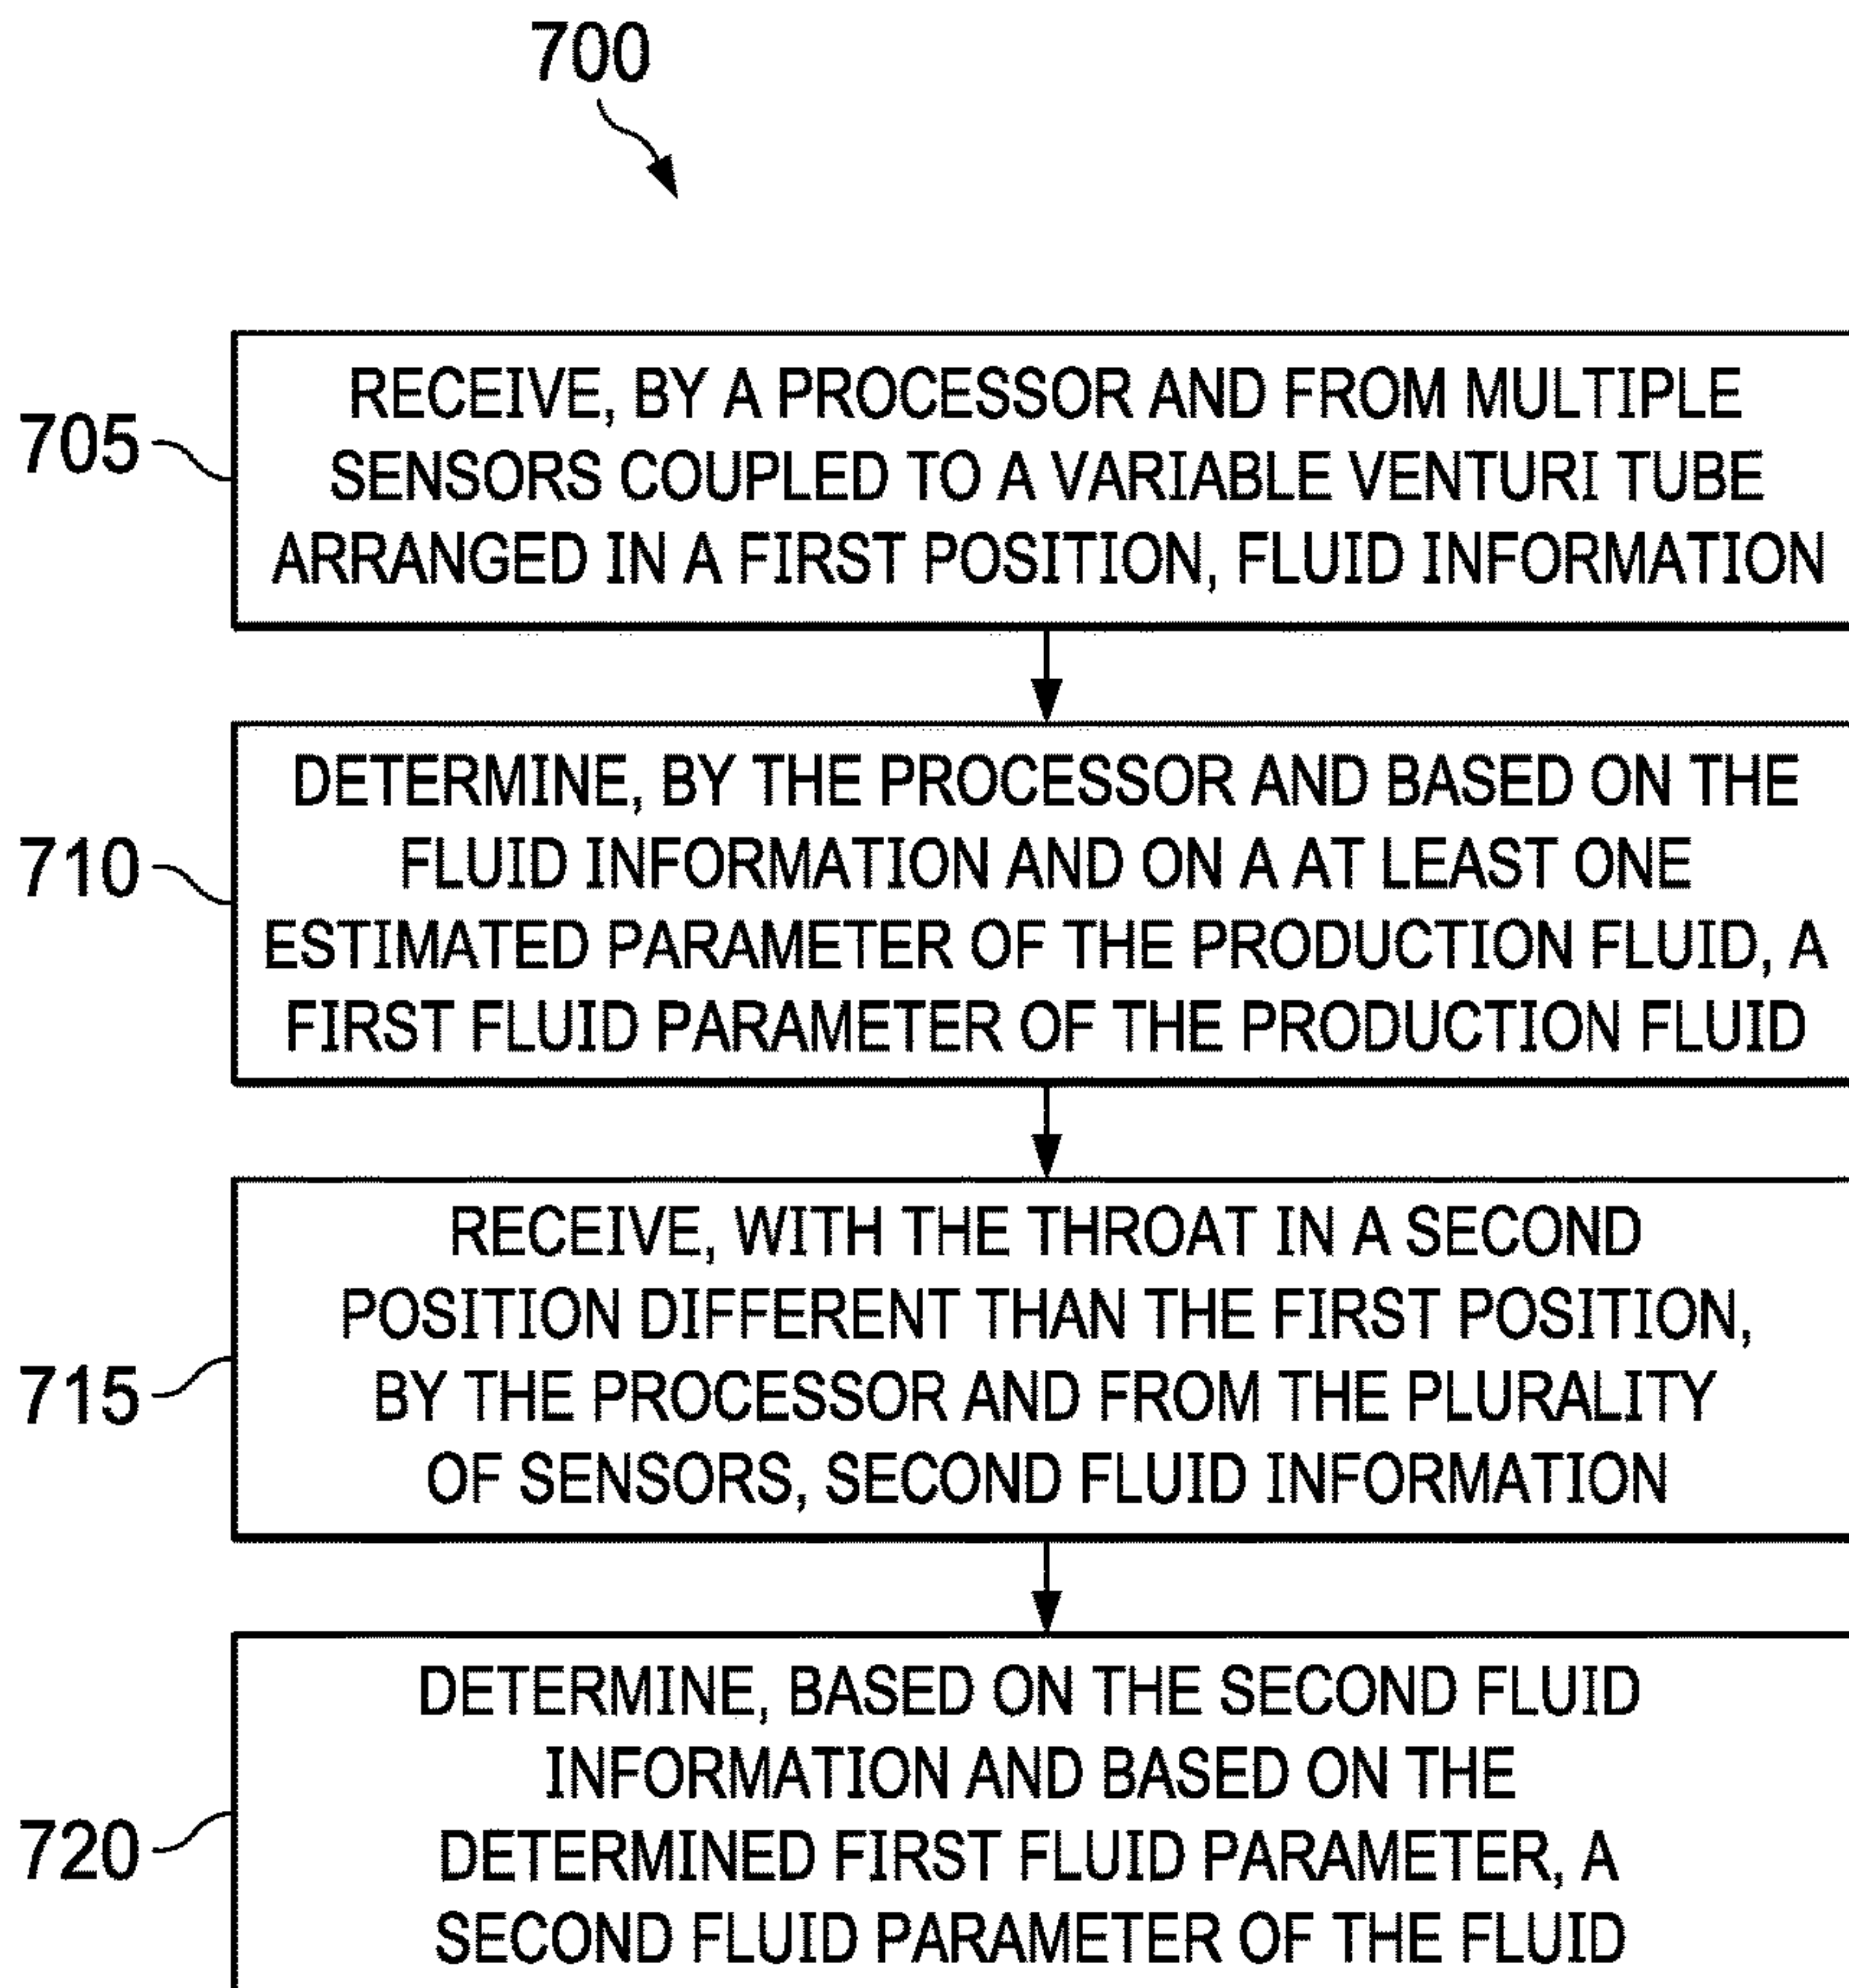 700
705
RECEIVE, BY A PROCESSOR AND FROM MULTIPLE
SENSORS COUPLED TO A VARIABLE VENTURI TUBE
ARRANGED IN A FIRST POSITION, FLUID INFORMATION
710
DETERMINE, BY THE PROCESSOR AND BASED ON THE
FLUID INFORMATION AND ON A AT LEAST ONE
ESTIMATED PARAMETER OF THE PRODUCTION FLUID, A
FIRST FLUID PARAMETER OF THE PRODUCTION FLUID
715
RECEIVE, WITH THE THROAT IN A SECOND
POSITION DIFFERENT THAN THE FIRST POSITION,
BY THE PROCESSOR AND FROM THE PLURALITY
OF SENSORS, SECOND FLUID INFORMATION
720
DETERMINE, BASED ON THE SECOND FLUID
INFORMATION AND BASED ON THE
DETERMINED FIRST FLUID PARAMETER, A
SECOND FLUID PARAMETER OF THE FLUID